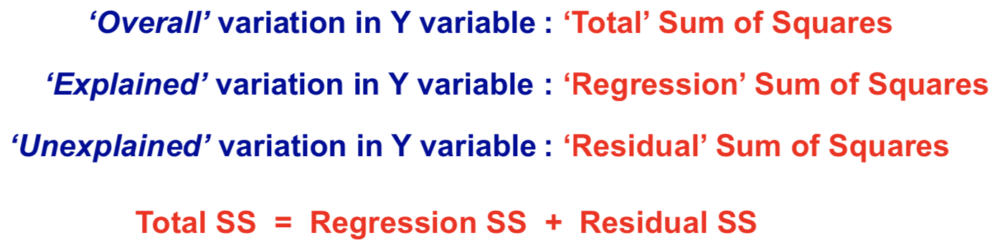 ‘Overall’ variation in Y variable : ‘Total’ Sum of Squares
‘Explained’ variation in Y variable : ‘Regression’ Sum of Squares
‘Unexplained’ variation in Y variable : ‘Residual’ Sum of Squares
Total SS = Regression SS + Residual SS